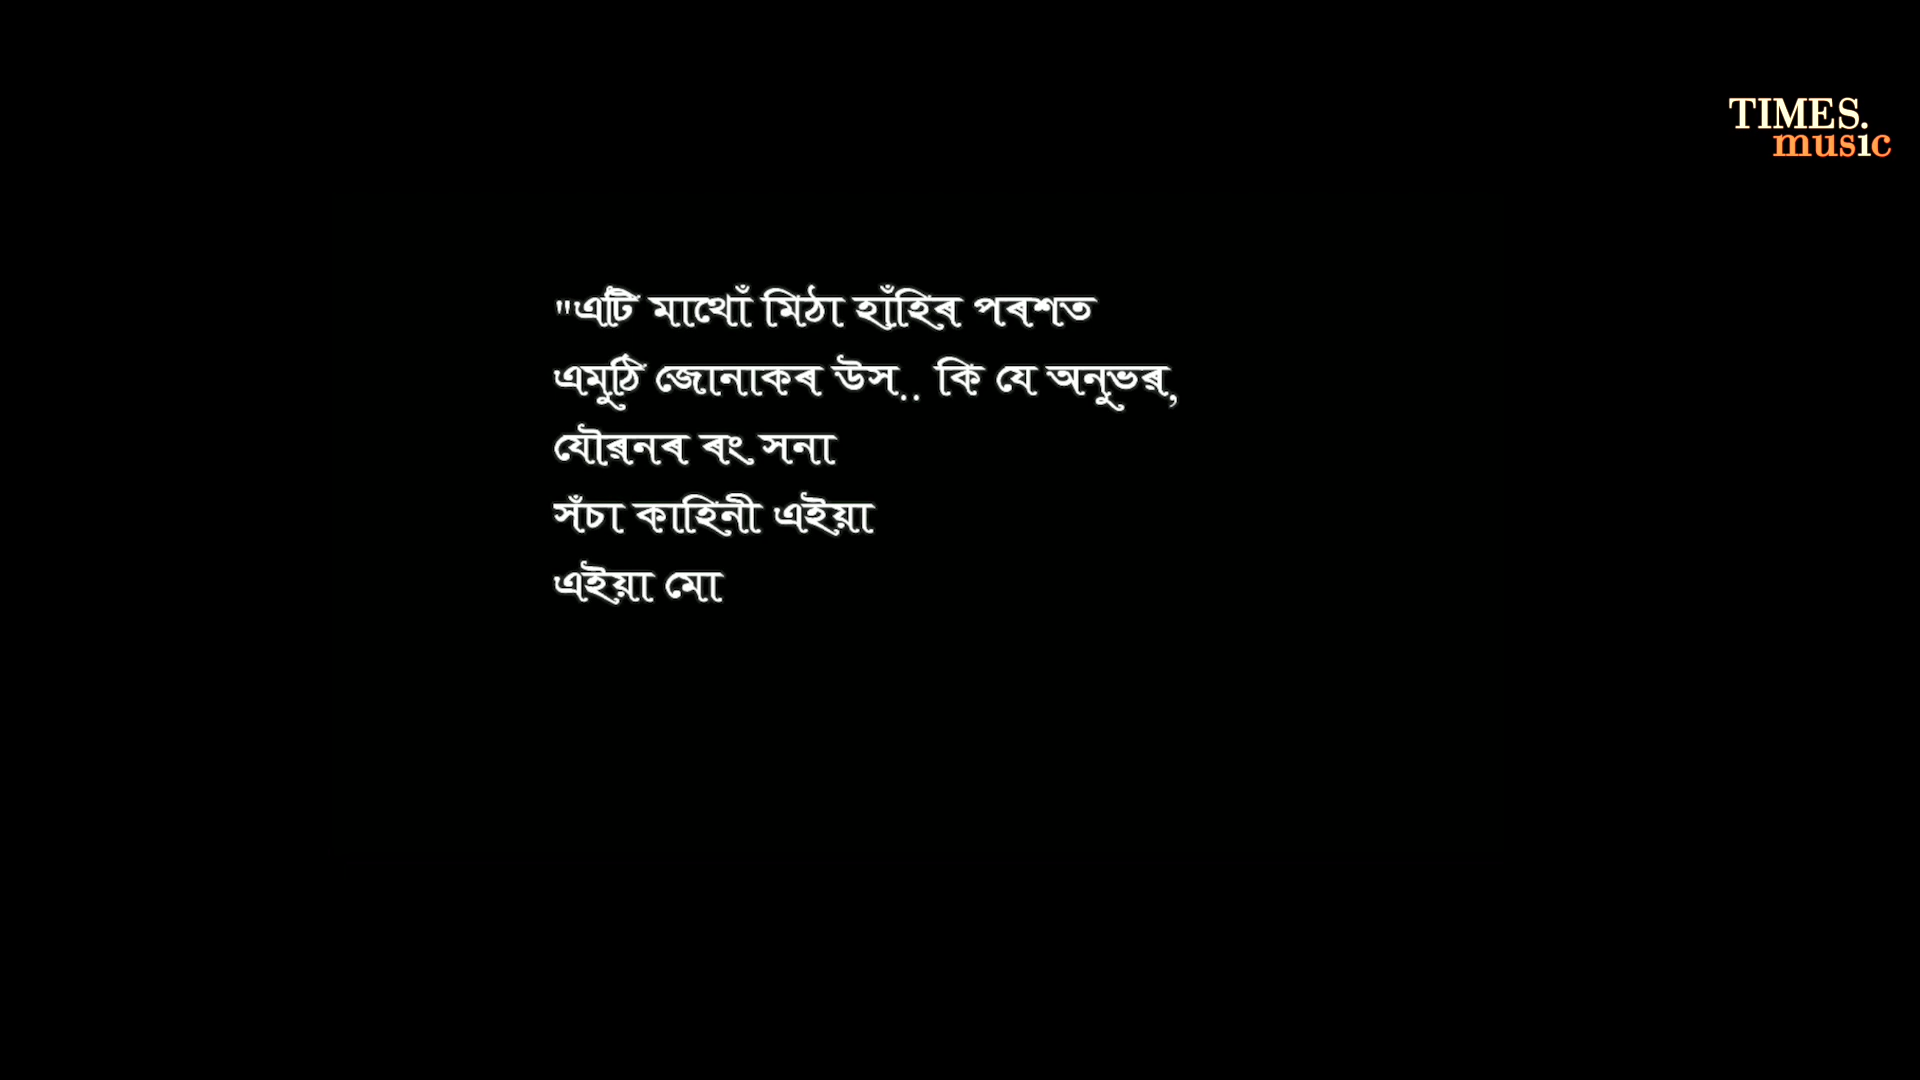 "এটি মাথোঁ মিঠা হাঁহিৰ পৰশত
এমুঠি জোনাকৰ উস.. কি যে অনুভৱ,
যৌৱনৰ ৰং সনা
সঁচা কাহিনী এইয়া
এইয়া মো
TIMES.
music